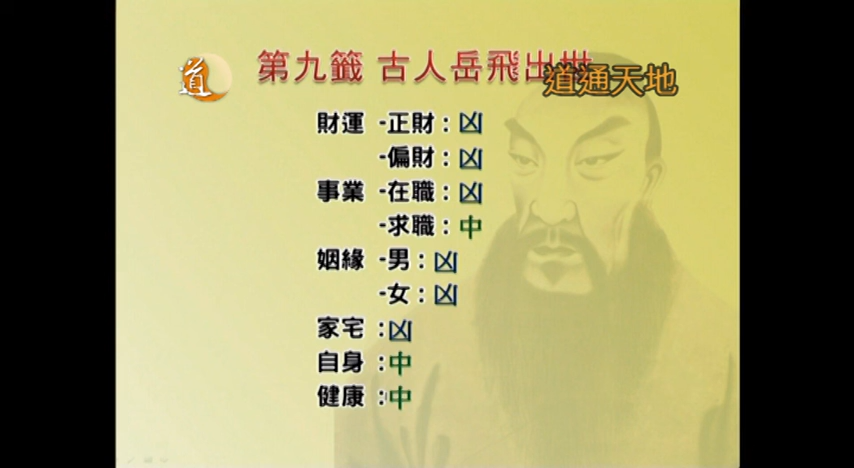 道
第九籤 古人岳飛出世
道通天地
財運 -正財：凶
-偏財：凶
事業 -在職：凶
-求職：中
姻緣 -男：凶
-女：凶
家宅：凶
自身：中
健康：中